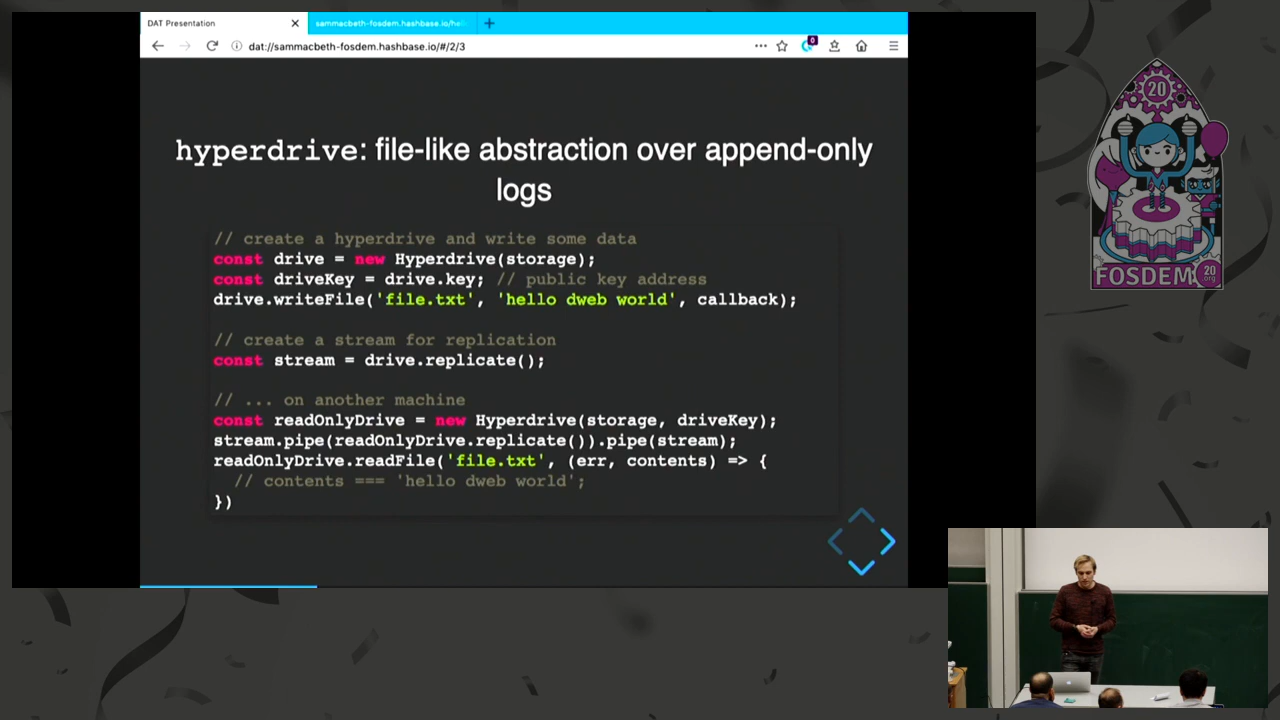 DAT Presentation
sammacbeth-fosdem.hashbase.io/he
dat://sammacbeth-fosdem.hashbase.io/#/2/3
0
hyperdrive: file-like abstraction over append-only
logs
// create a hyperdrive and write some data
const drive = new Hyperdrive(storage);
const driveKey = drive.key; // public key address
drive.writeFile('file.txt', 'hello dweb world', callback);
// create a stream for replication
const stream = drive.replicate();
// ... on another machine
const readOnlyDrive = new Hyperdrive(storage, driveKey);
stream.pipe(readOnlyDrive.replicate()).pipe(stream);
readOnlyDrive.readFile('file.txt', (err, contents) => {
// contents === 'hello dweb world';
})
20
FOSDEM
20
.org